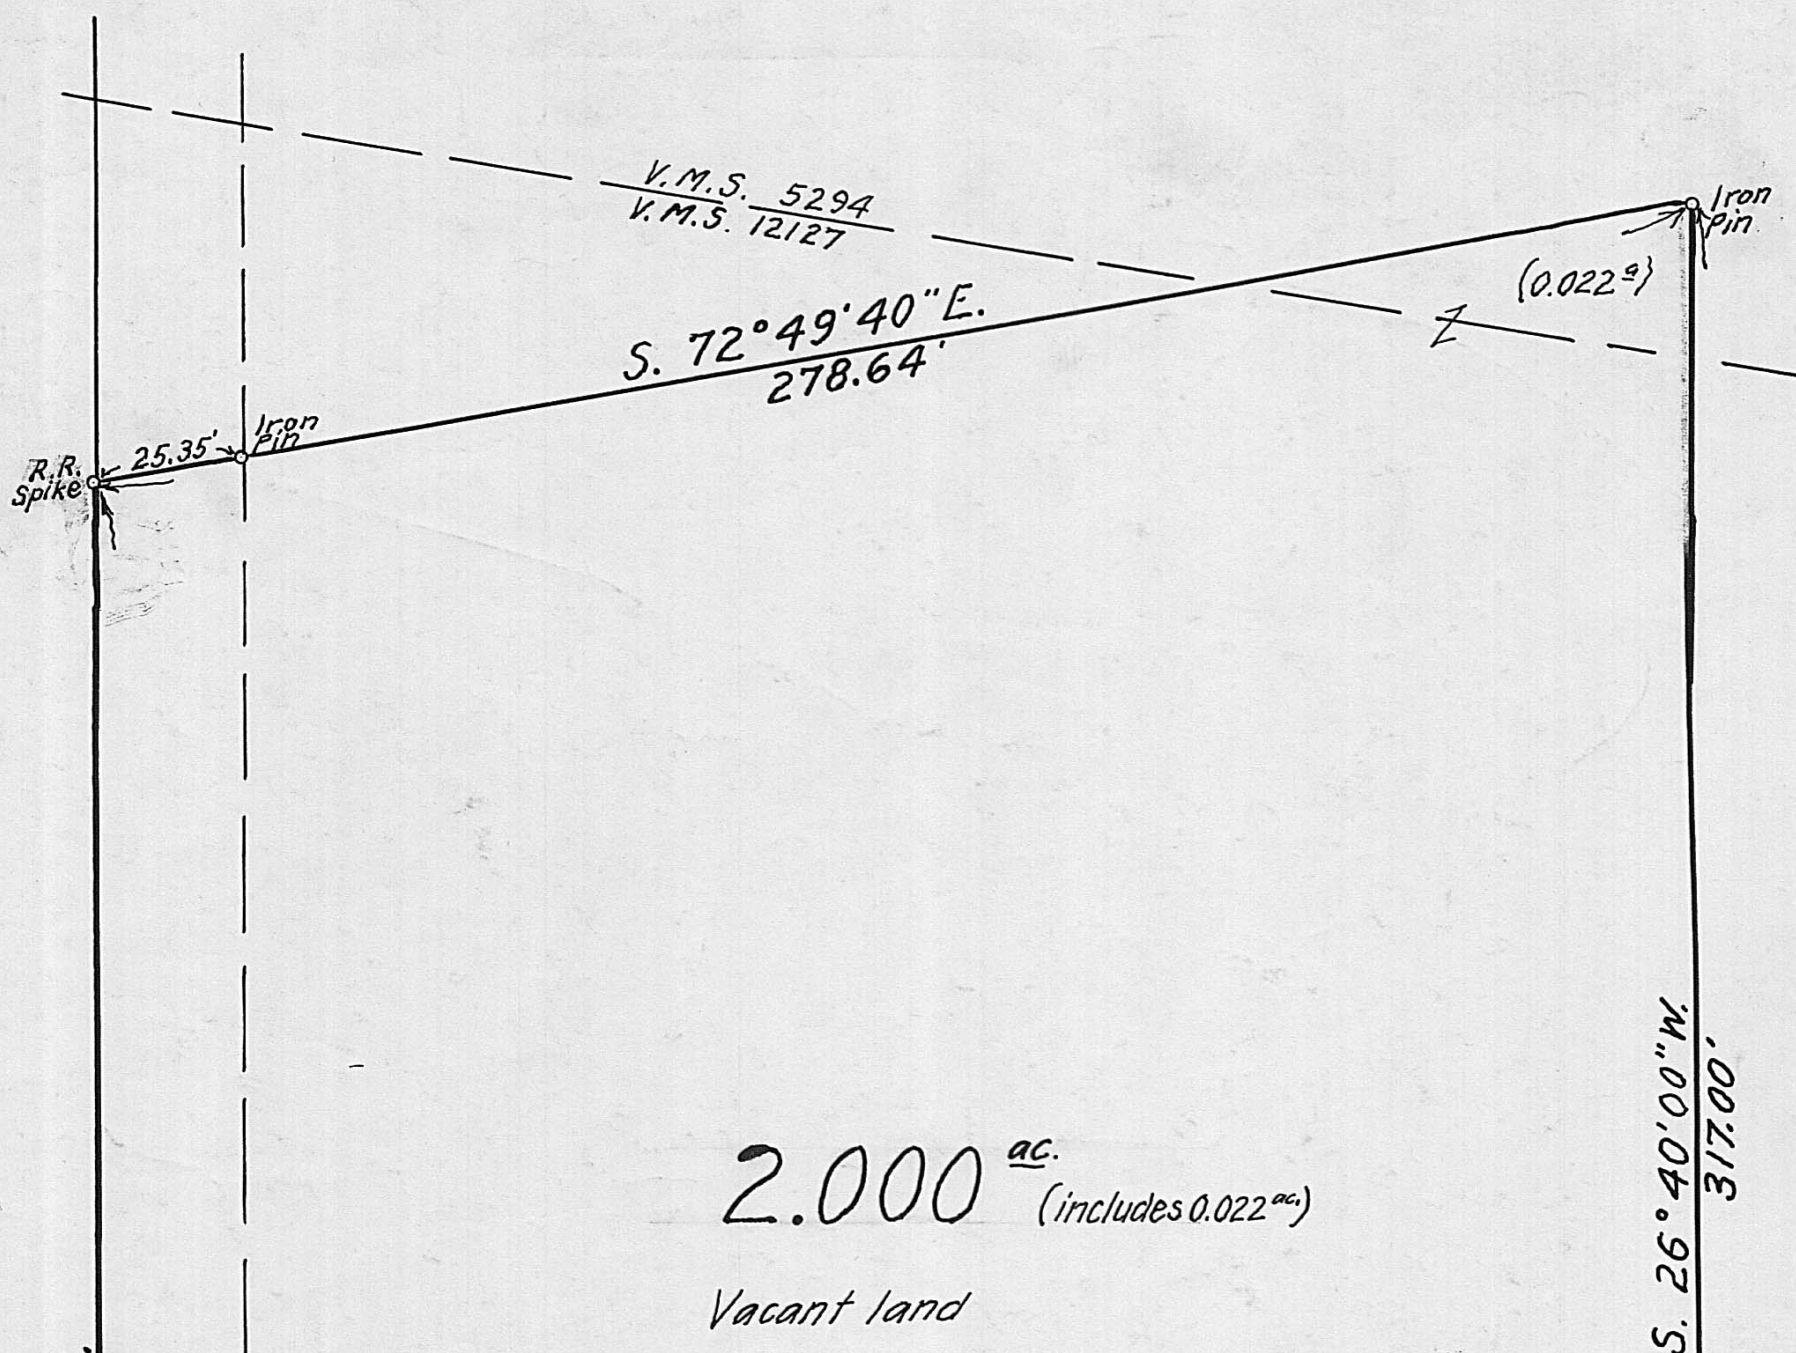 V.M.S. 5294
V.M.S. 12127
Iron
Pin
(0.022 a)
S. 72° 49' 40" E.
278.64'
Iron
Pin
25.35'
R.R.
Spike
S. 26° 40' 00" W.
317.00'
2.000 ac.
(includes 0.022 ac.)
Vacant land